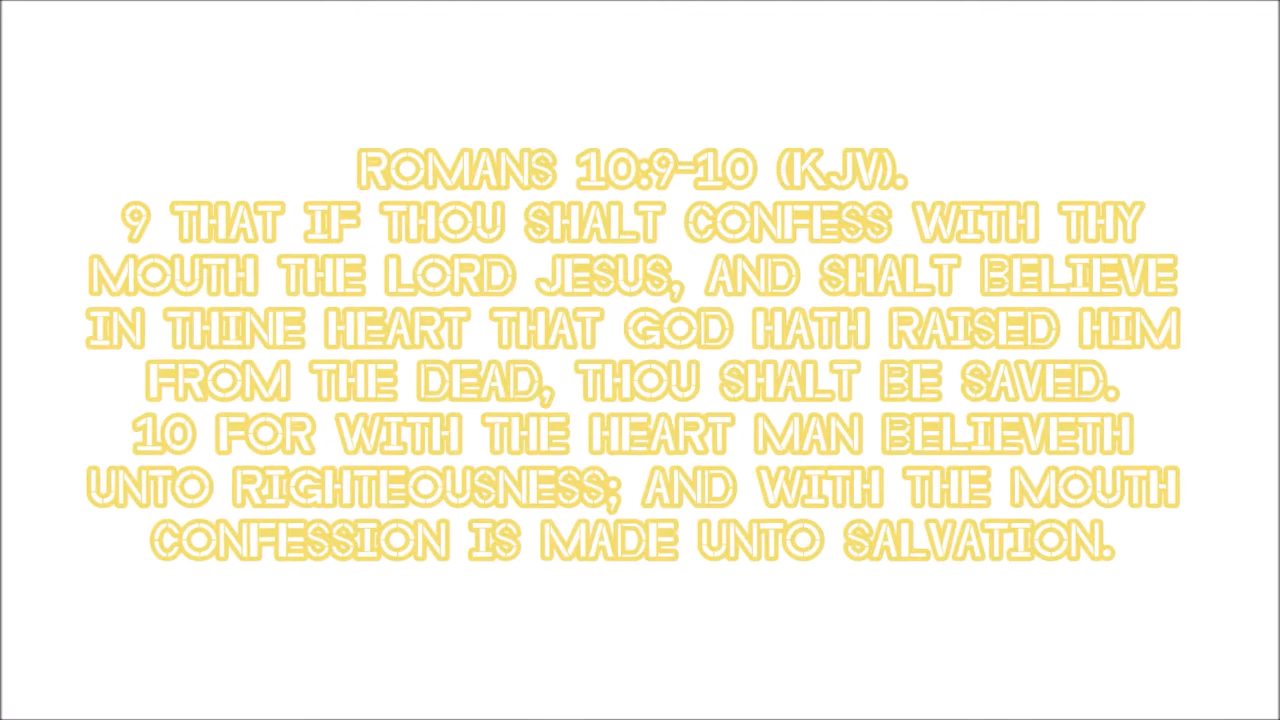 ROMANS 10:9-10 (KJV).
9 THAT IF THOU SHALT CONFESS WITH THY
MOUTH THE LORD JESUS, AND SHALT BELIEVE
IN THINE HEART THAT GOD HATH RAISED HIM
FROM THE DEAD, THOU SHALT BE SAVED.
10 FOR WITH THE HEART MAN BELIEVETH
UNTO RIGHTEOUSNESS; AND WITH THE MOUTH
CONFESSION IS MADE UNTO SALVATION.